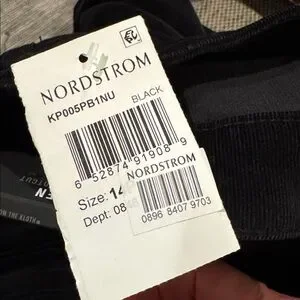 NORDSTROM
KP005PB1NU
BLACK
6 52874 91908 9
Size: 14
NORDSTROM
Dept: 08
0896 8407 9703